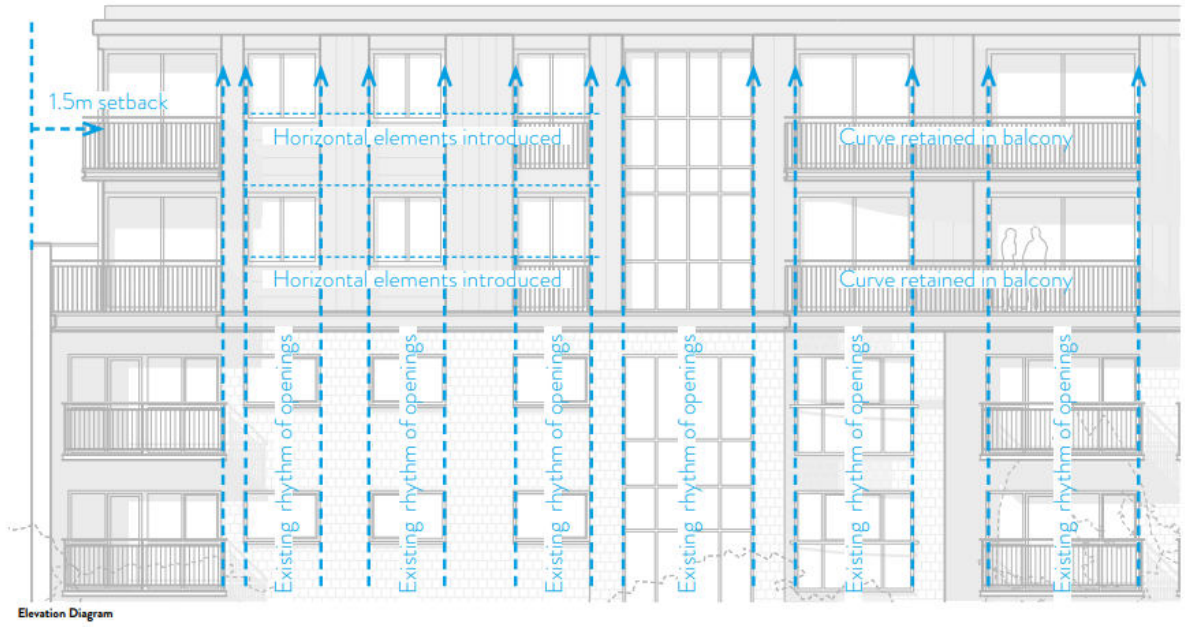 1.5m setback
Horizontal elements introduced
Curve retained in balcony
Horizontal elements introduced
Curve retained in balcony
Existing rhythm of openings
Existing rhythm of openings
Existing rhythm of openings
Existing rhythm of openings
Existing rhythm of openings
Existing rhythm of openings
Elevation Diagram